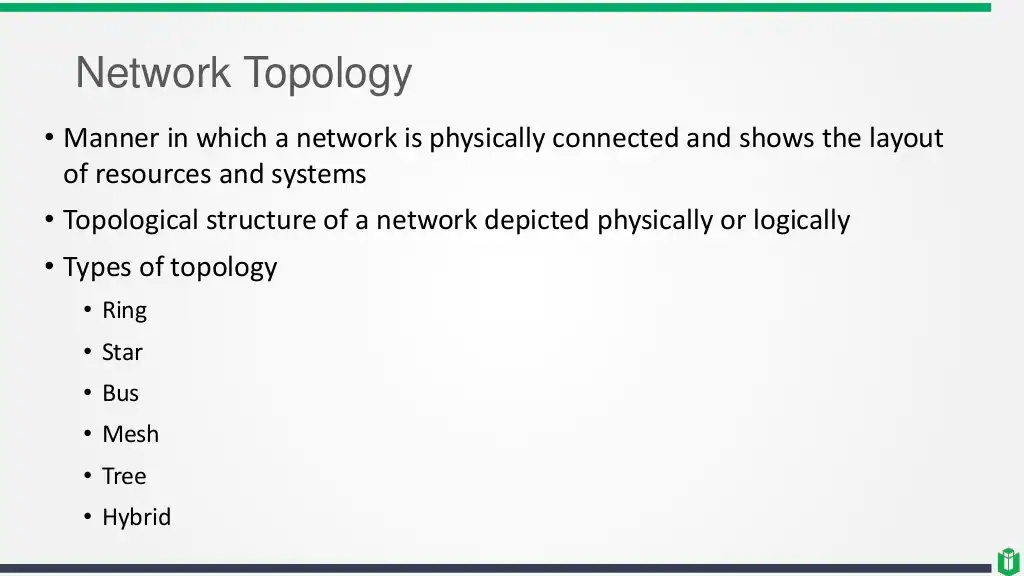 Network Topology
• Manner in which a network is physically connected and shows the layout
of resources and systems
• Topological structure of a network depicted physically or logically
• Types of topology
• Ring
• Star
• Bus
• Mesh
• Tree
• Hybrid